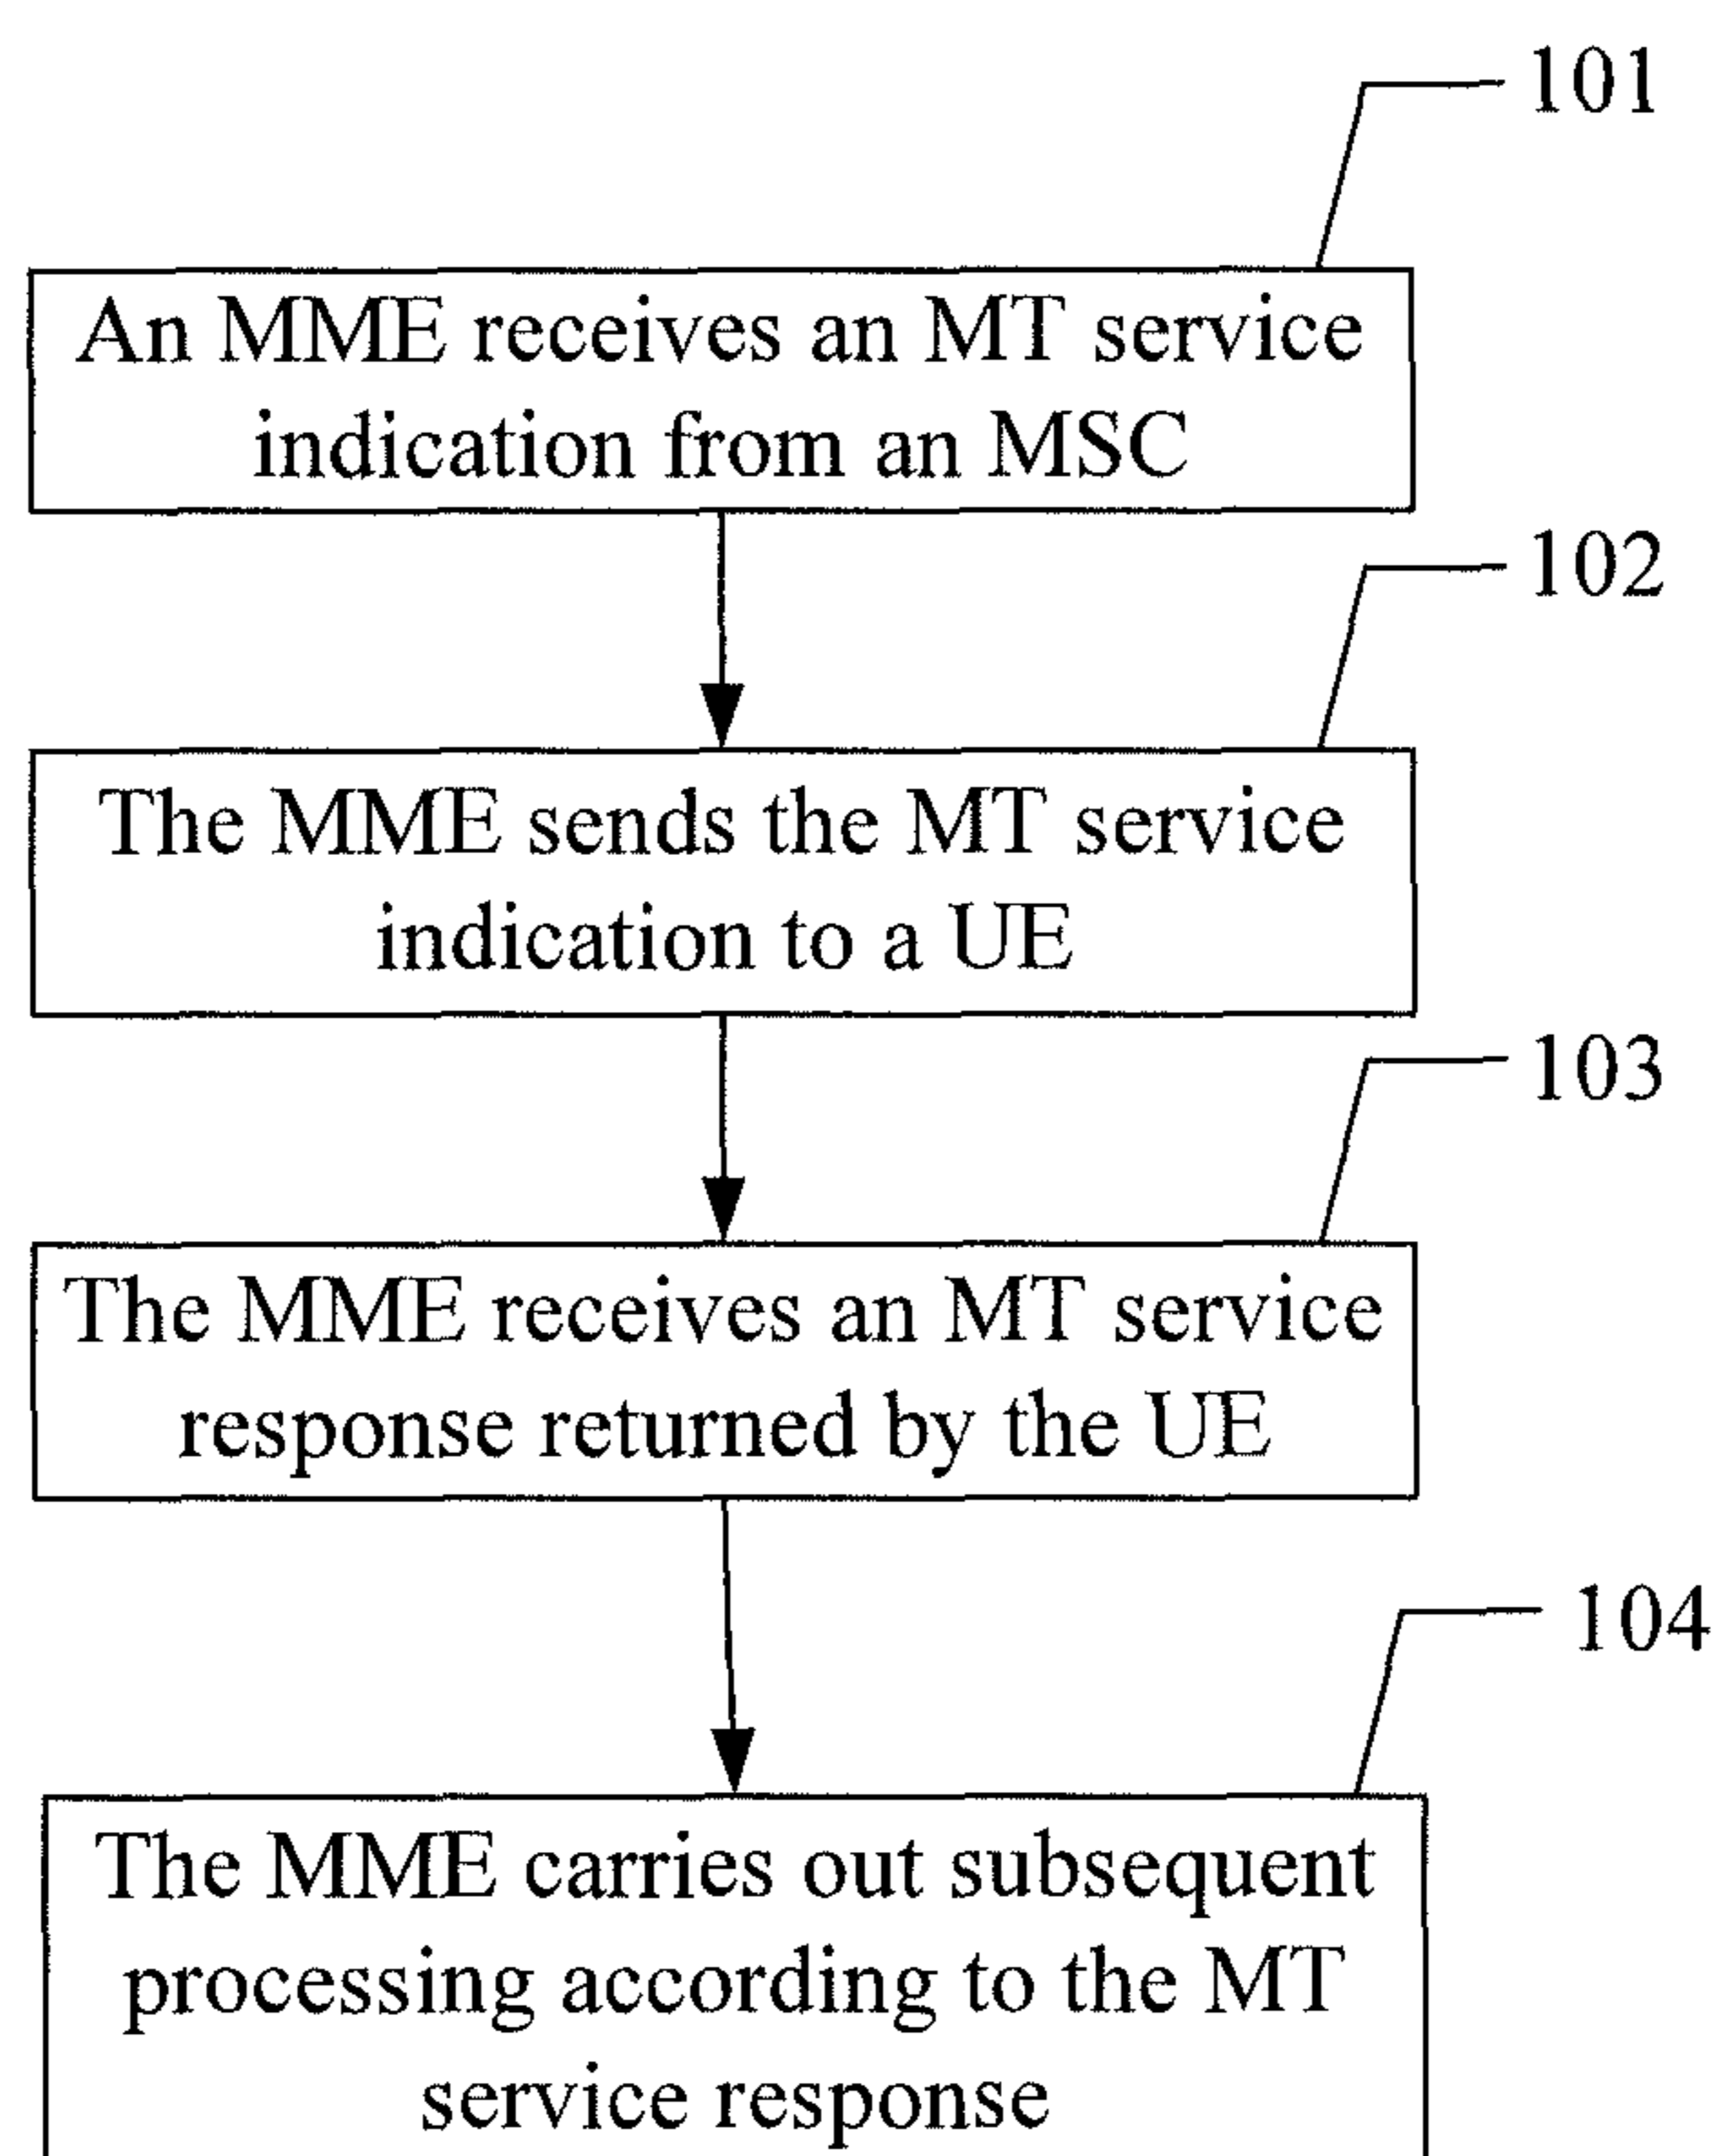 101
An MME receives an MT service
indication from an MSC
102
The MME sends the MT service
indication to a UE
103
The MME receives an MT service
response returned by the UE
104
The MME carries out subsequent
processing according to the MT
service response